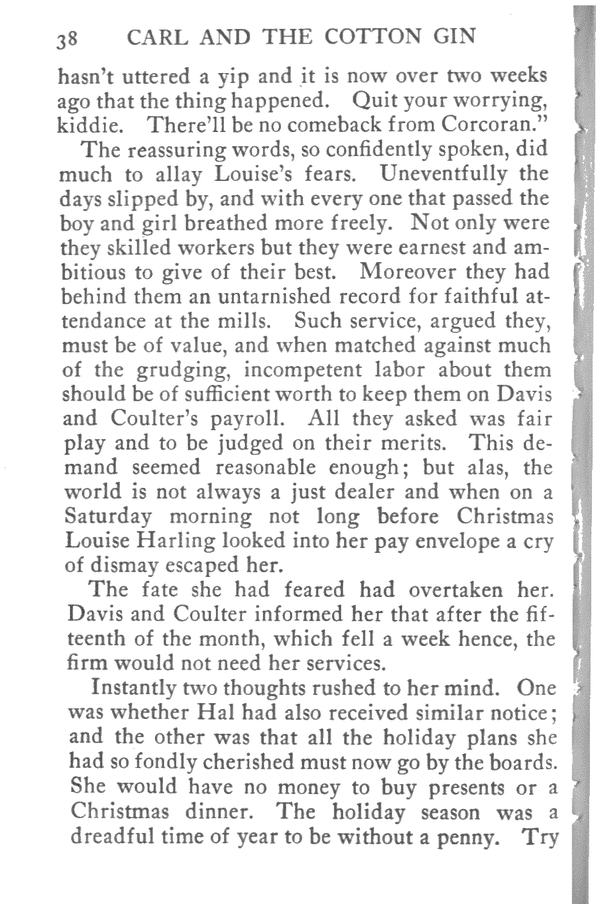 38 CARL AND THE COTTON GIN
hasn't uttered a yip and it is now over two weeks
ago that the thing happened. Quit your worrying,
kiddie. There'll be no comeback from Corcoran."
The reassuring words, so confidently spoken, did
much to allay Louise's fears. Uneventfully the
days slipped by, and with every one that passed the
boy and girl breathed more freely. Not only were
they skilled workers but they were earnest and am-
bitious to give of their best. Moreover they had
behind them an untarnished record for faithful at-
tendance at the mills. Such service, argued they,
must be of value, and when matched against much
of the grudging, incompetent labor about them
should be of sufficient worth to keep them on Davis
and Coulter's payroll. All they asked was fair
play and to be judged on their merits. This de-
mand seemed reasonable enough; but alas, the
world is not always a just dealer and when on a
Saturday morning not long before Christmas
Louise Harling looked into her pay envelope a cry
of dismay escaped her.
The fate she had feared had overtaken her.
Davis and Coulter informed her that after the fif-
teenth of the month, which fell a week hence, the
firm would not need her services.
Instantly two thoughts rushed to her mind. One
was whether Hal had also received similar notice;
and the other was that all the holiday plans she
had so fondly cherished must now go by the boards.
She would have no money to buy presents or a
Christmas dinner. The holiday season was a
dreadful time of year to be without a penny. Try